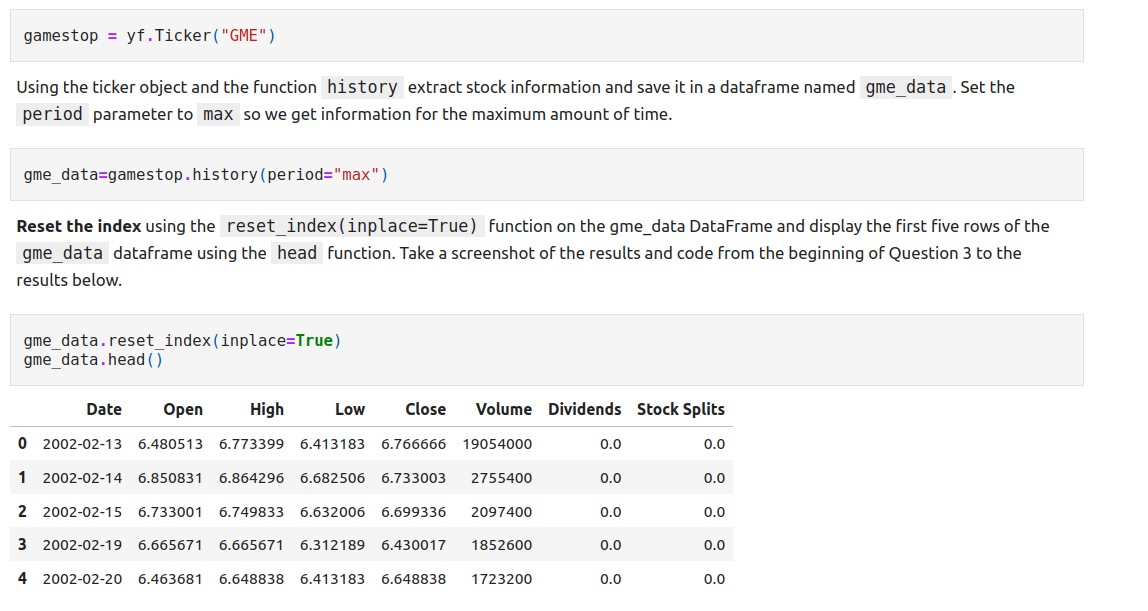 gamestop = yf.Ticker("GME")
Using the ticker object and the function history extract stock information and save it in a dataframe named gme_data . Set the
period parameter to max so we get information for the maximum amount of time.
gme_data=gamestop.history(period="max")
Reset the index using the reset_index(inplace=True) function on the gme_data DataFrame and display the first five rows of the
gme_data dataframe using the head function. Take a screenshot of the results and code from the beginning of Question 3 to the
results below.
gme_data.reset_index(inplace=True)
gme_data.head()
Date Open High Low Close Volume Dividends Stock Splits
0 2002-02-13 6.480513 6.773399 6.413183 6.766666 19054000 0.0 0.0
1 2002-02-14 6.850831 6.864296 6.682506 6.733003 2755400 0.0 0.0
2 2002-02-15 6.733001 6.749833 6.632006 6.699336 2097400 0.0 0.0
3 2002-02-19 6.665671 6.665671 6.312189 6.430017 1852600 0.0 0.0
4 2002-02-20 6.463681 6.648838 6.413183 6.648838 1723200 0.0 0.0